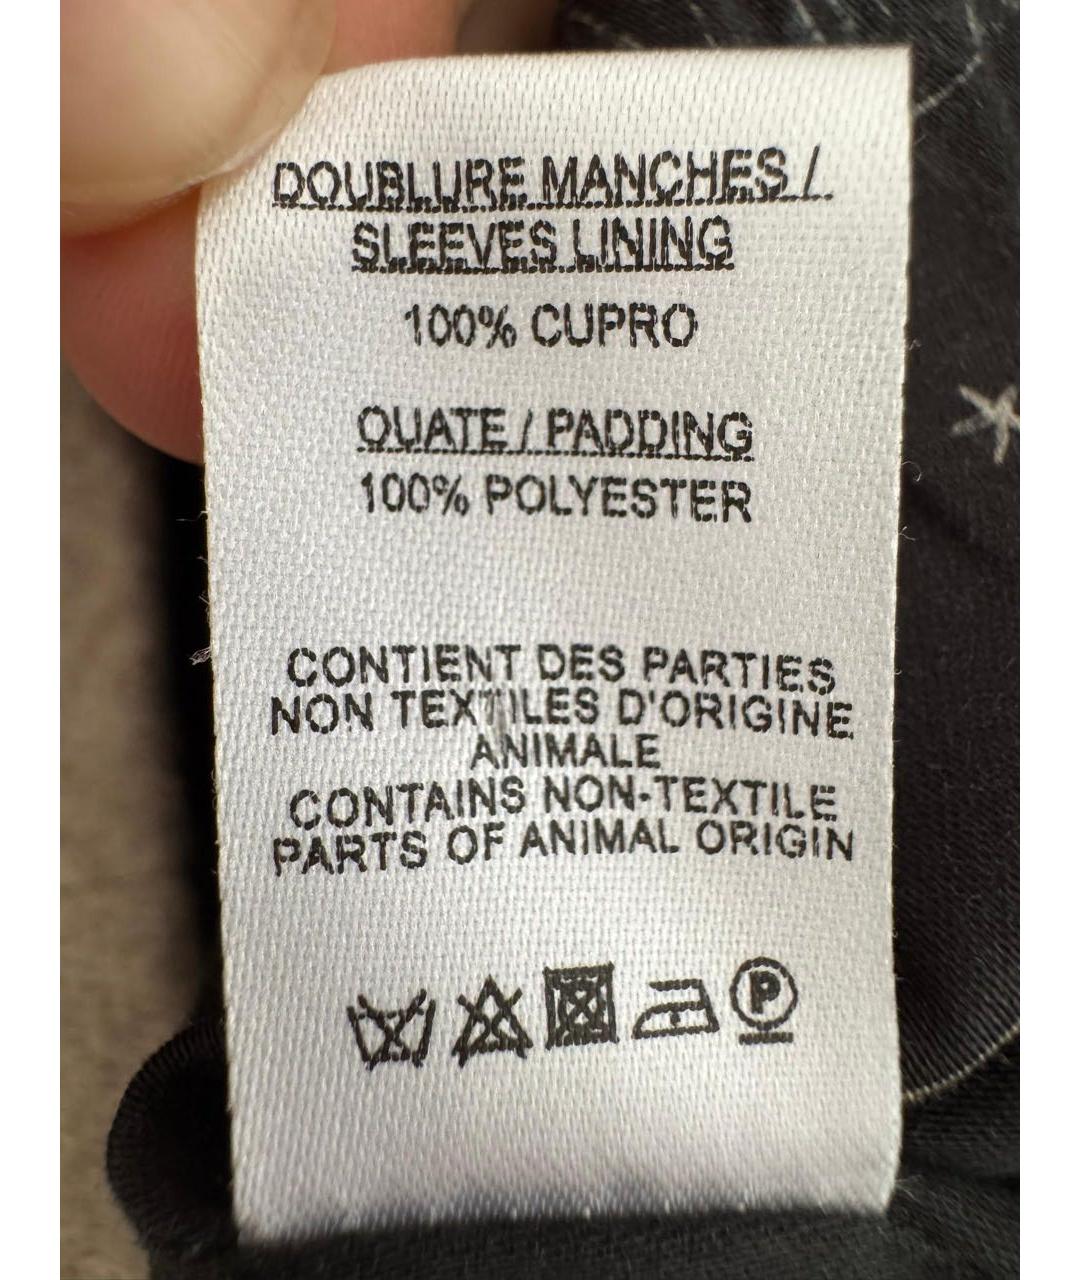 DOUBLURE MANCHES /
SLEEVES LINING
100% CUPRO
OUATE / PADDING
100% POLYESTER
CONTIENT DES PARTIES
NON TEXTILES D'ORIGINE
ANIMALE
CONTAINS NON-TEXTILE
PARTS OF ANIMAL ORIGIN
P